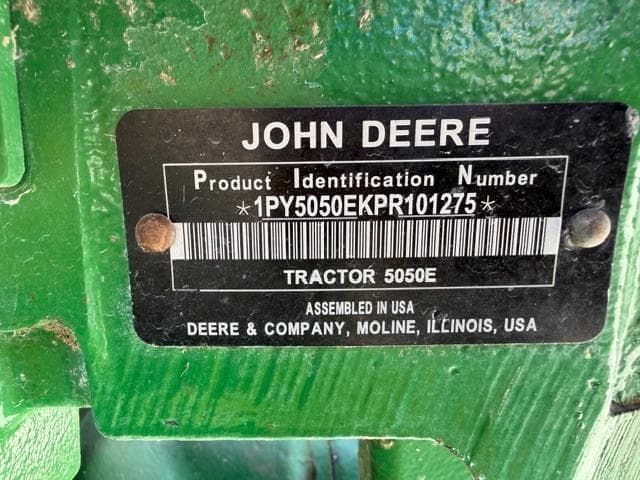 JOHN DEERE
Product Identification Number
*1PY5050EKPR101275*
TRACTOR 5050E
ASSEMBLED IN USA
DEERE & COMPANY, MOLINE, ILLINOIS, USA